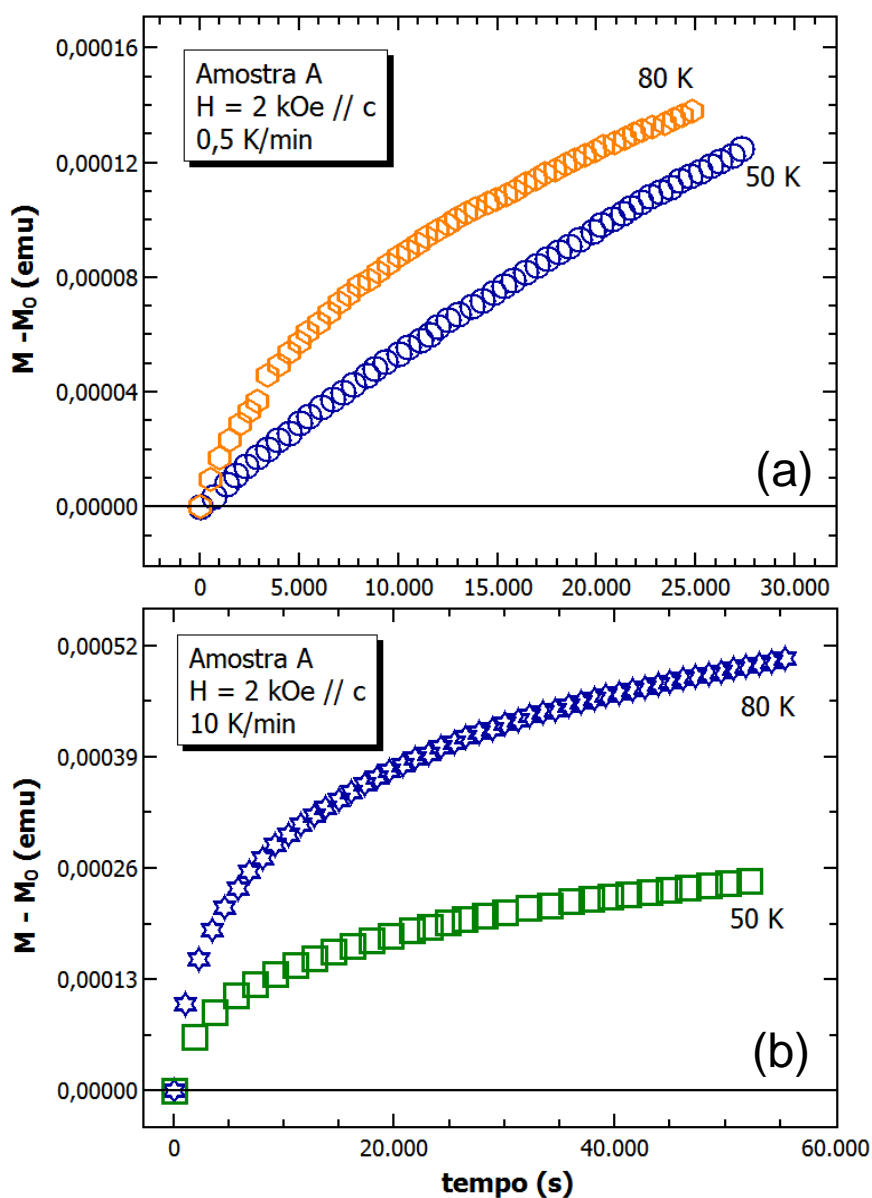 0,00016
0,00012
0,00008
0,00004
0,00000
M -M0 (emu)
Amostra A
H = 2 kOe // c
0,5 K/min
80 K
50 K
(a)
0
5.000
10.000
15.000
20.000
25.000
30.000
0,00052
0,00039
0,00026
0,00013
0,00000
M - M0 (emu)
Amostra A
H = 2 kOe // c
10 K/min
80 K
50 K
(b)
0
20.000
40.000
60.000
tempo (s)